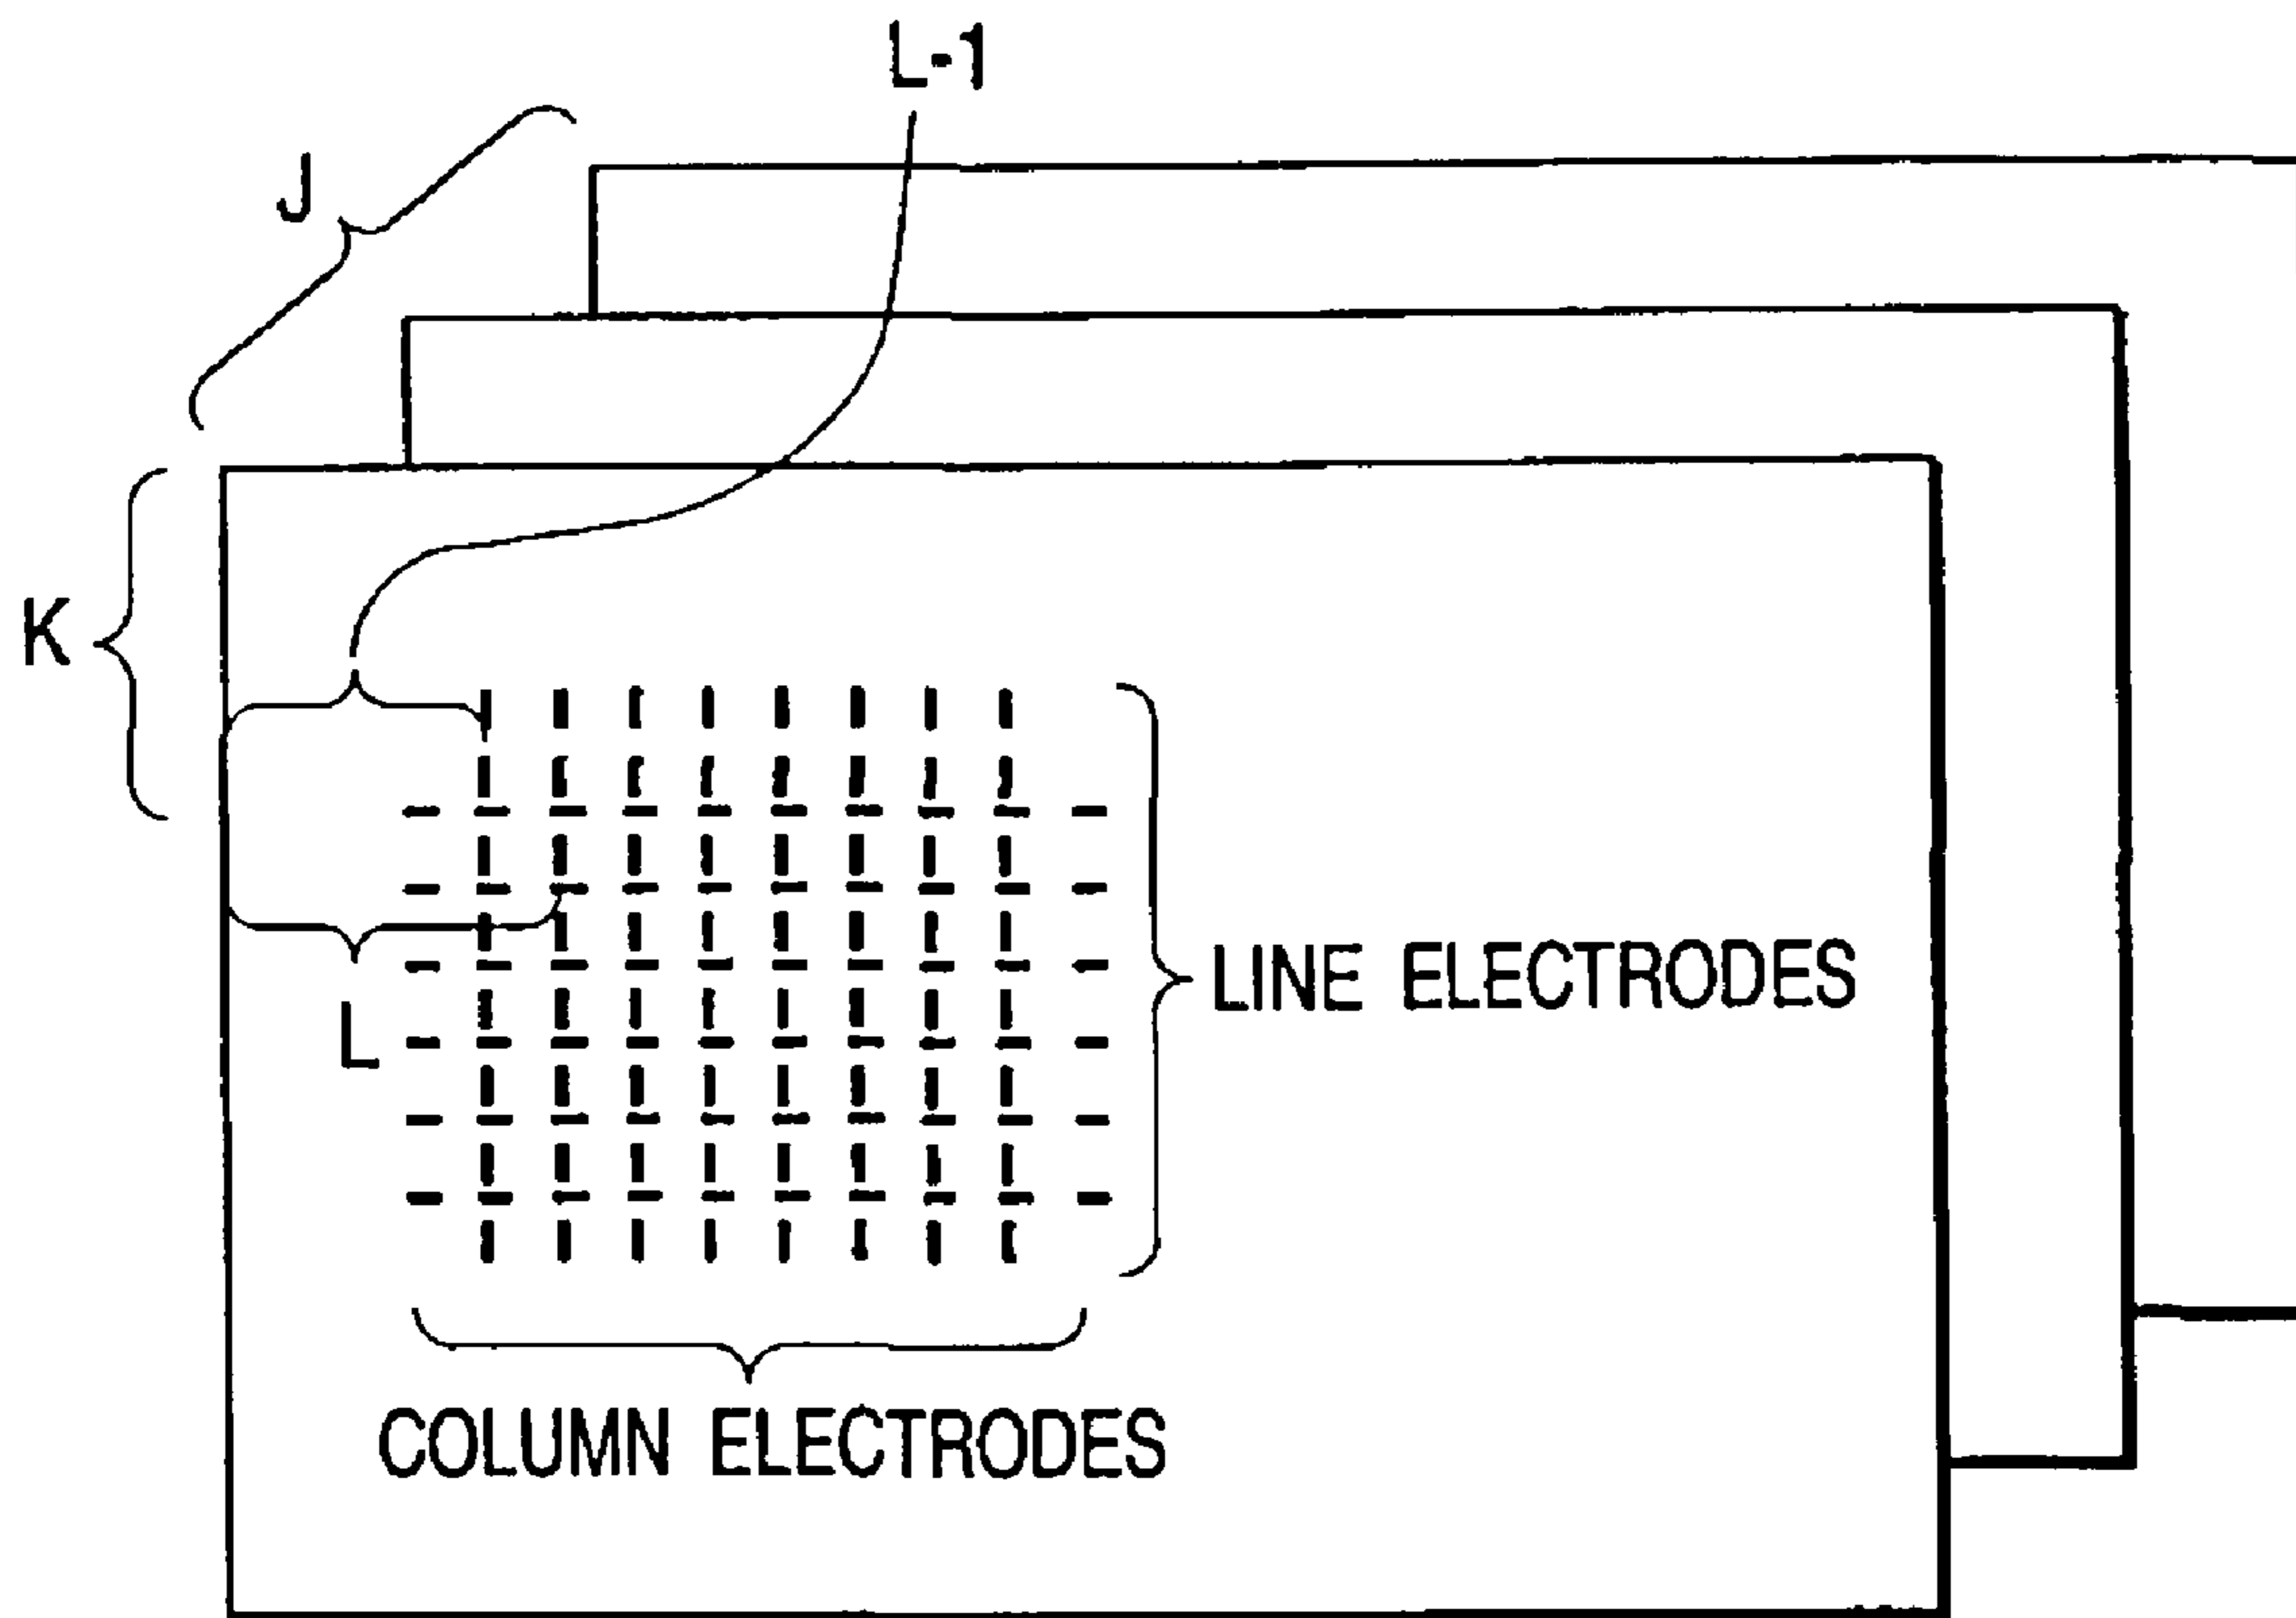 L-1
J
K
LINE ELECTRODES
L
COLUMN ELECTRODES